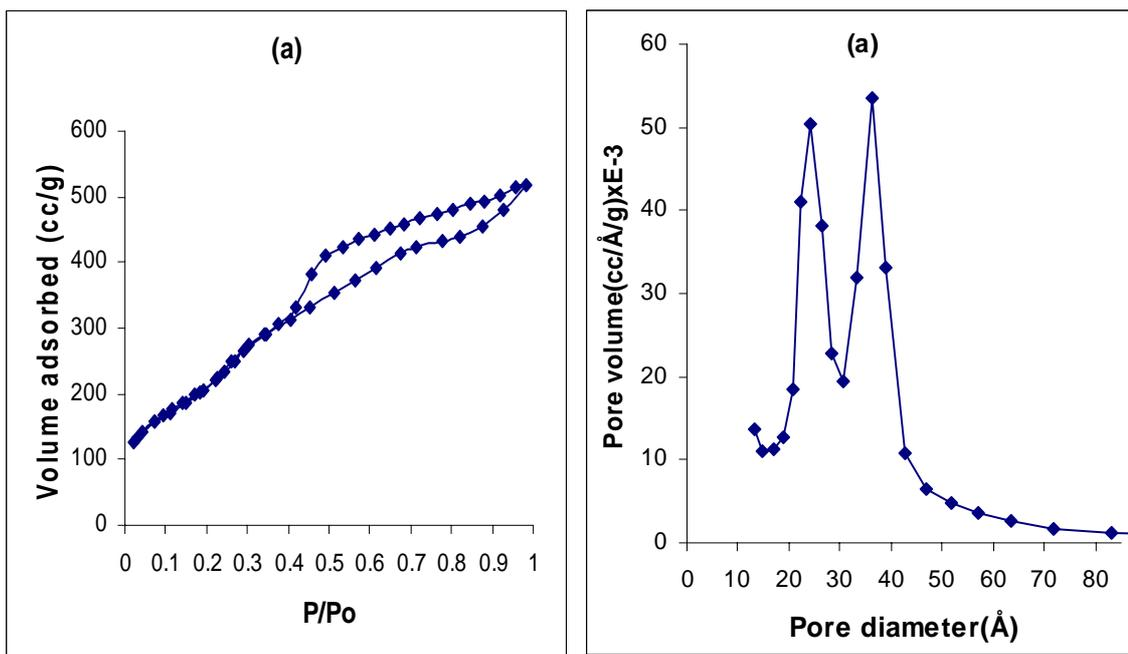 (a)
Volume adsorbed (cc/g)
600
500
400
300
200
100
0
0 0.1 0.2 0.3 0.4 0.5 0.6 0.7 0.8 0.9 1
P/Po
(a)
Pore volume(cc/Å/g)xE-3
60
50
40
30
20
10
0
0 10 20 30 40 50 60 70 80
Pore diameter(Å)